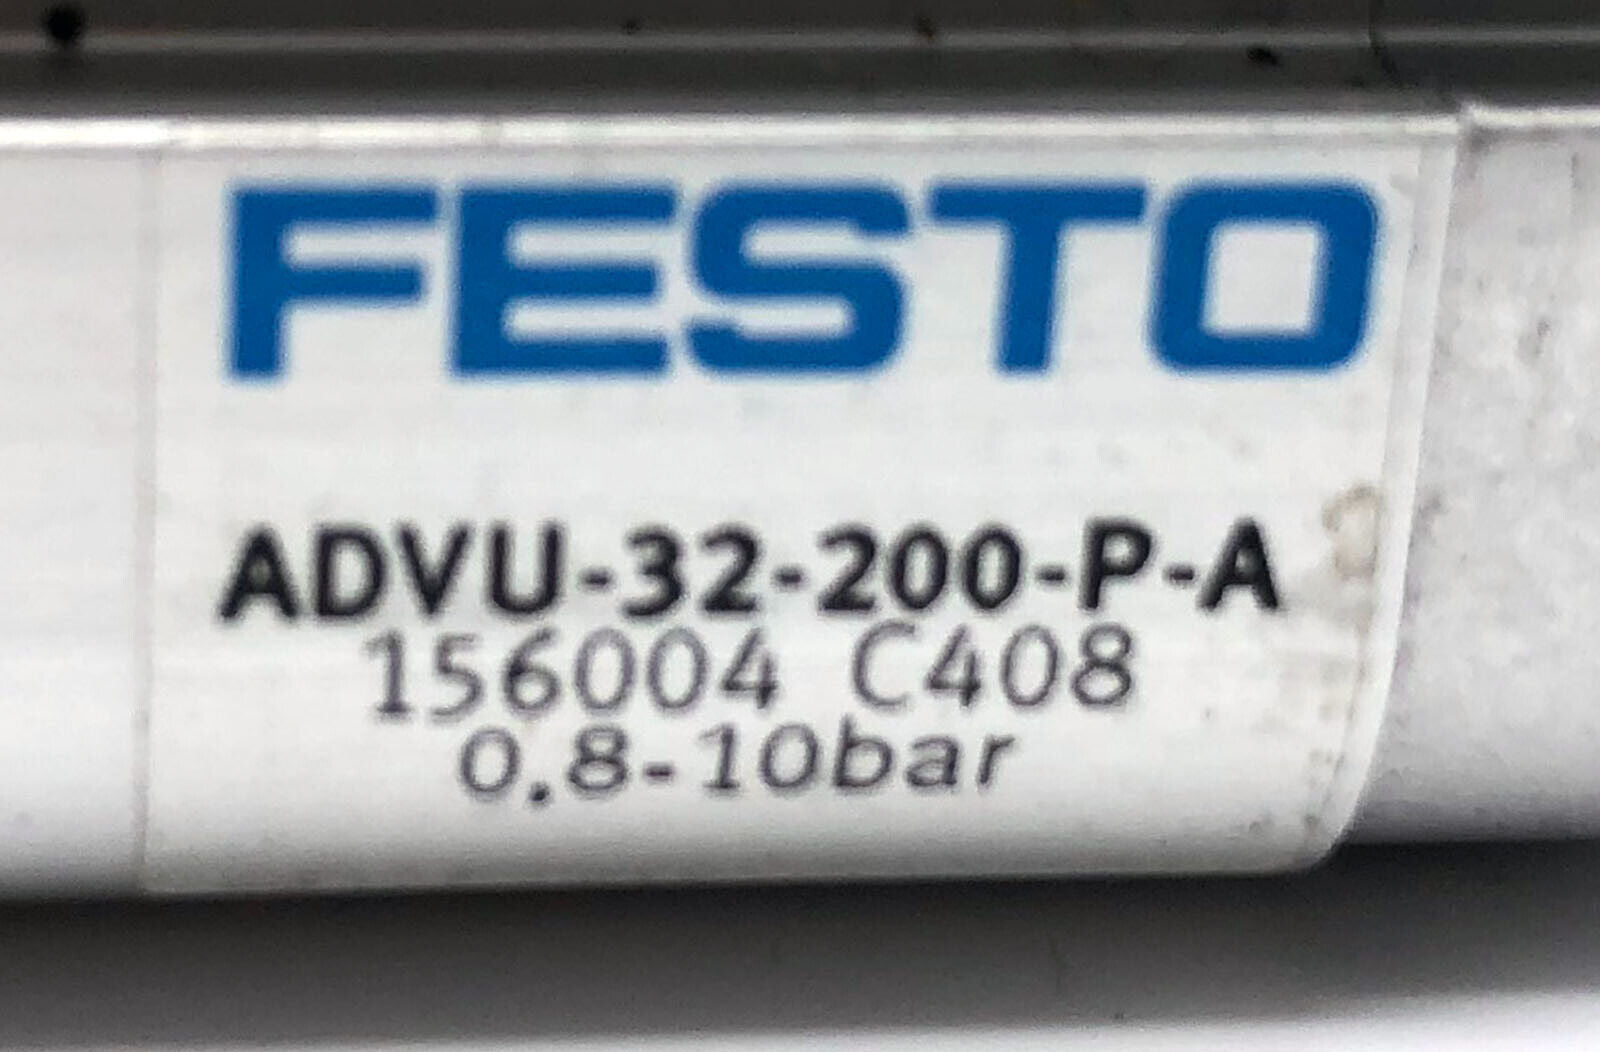 FESTO
ADVU-32-200-P-A
156004 C408
0.8-10bar